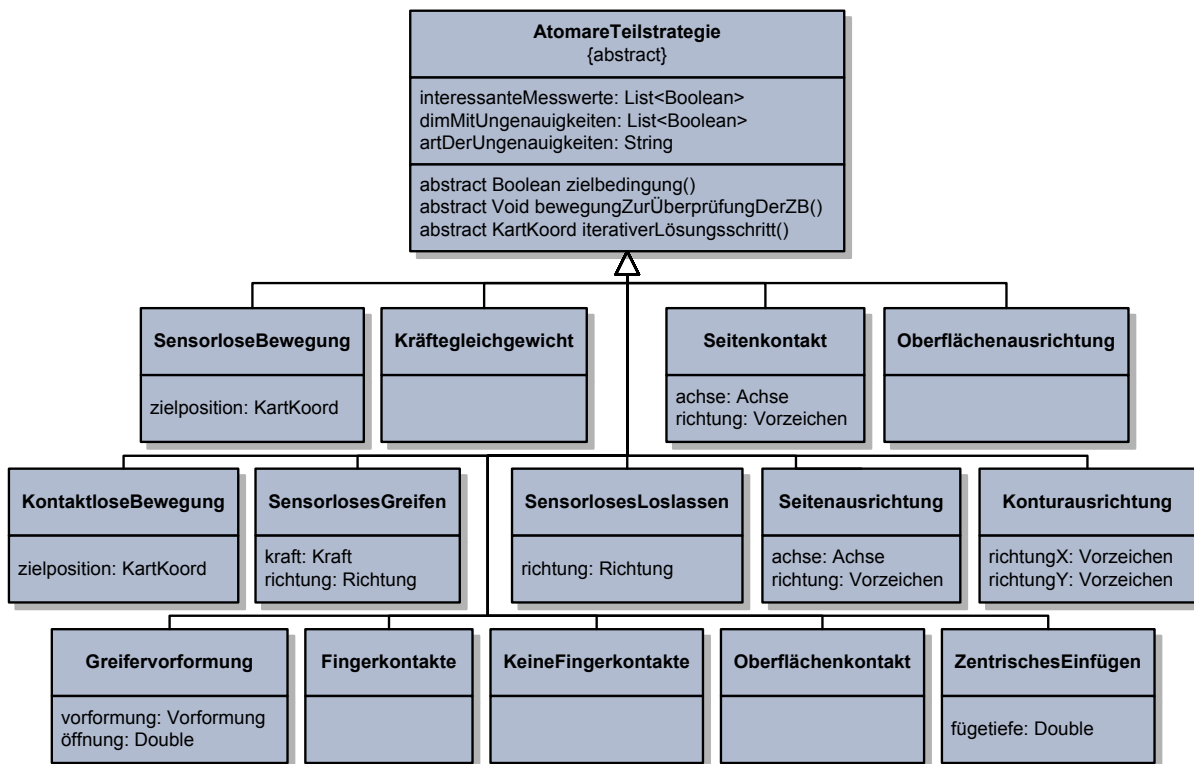 AtomareTeilstrategie
{abstract}
interessanteMesswerte: List<Boolean>
dimMitUngenauigkeiten: List<Boolean>
artDerUngenauigkeiten: String
abstract Boolean zielbedingung()
abstract Void bewegungZurÜberprüfungDerZB()
abstract KartKoord iterativerLösungsschritt()
SensorloseBewegung
zielposition: KartKoord
Kräftegleichgewicht
Seitenkontakt
achse: Achse
richtung: Vorzeichen
Oberflächenausrichtung
KontaktloseBewegung
zielposition: KartKoord
SensorlosesGreifen
kraft: Kraft
richtung: Richtung
SensorlosesLoslassen
richtung: Richtung
Seitenausrichtung
achse: Achse
richtung: Vorzeichen
Konturausrichtung
richtungX: Vorzeichen
richtungY: Vorzeichen
Greifervorformung
vorformung: Vorformung
öffnung: Double
Fingerkontakte
KeineFingerkontakte
Oberflächenkontakt
ZentrischesEinfügen
fügetiefe: Double